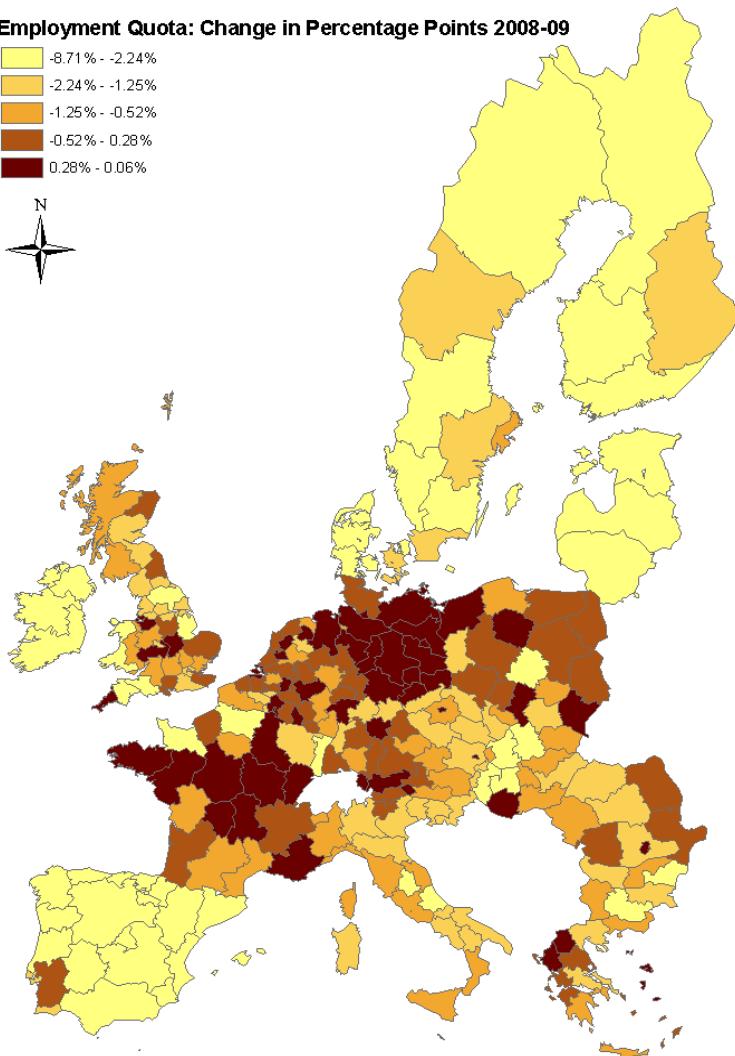 Employment Quota: Change in Percentage Points 2008-09
-8.71% - -2.24%
-2.24% - -1.25%
-1.25% - -0.52%
-0.52% - 0.28%
0.28% - 0.06%
N